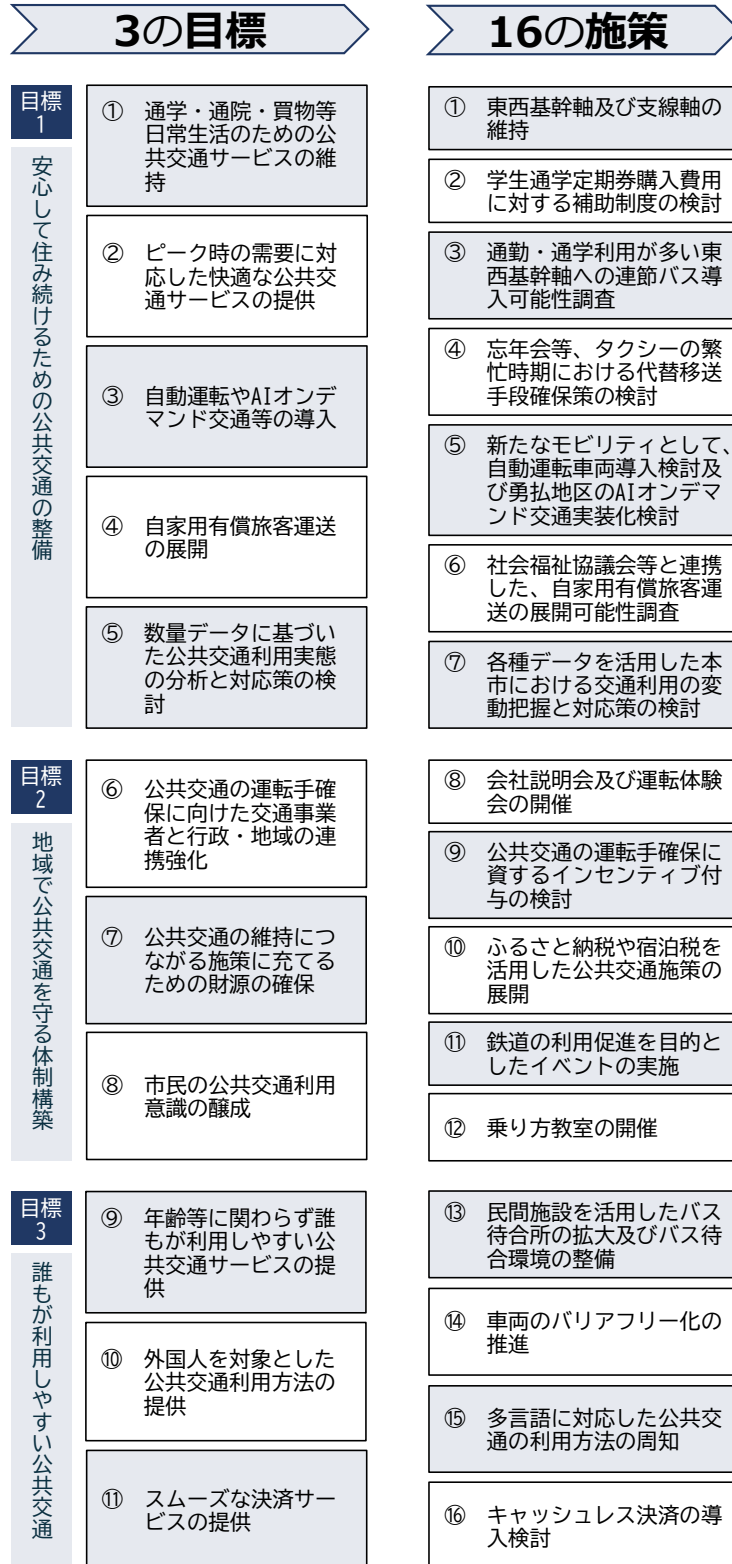 3の目標
目標
1
安心して住み続けるための公共交通の整備
① 通学・通院・買物等
日常生活のための公
共交通サービスの維
持
② ピーク時の需要に対
応した快適な公共交
通サービスの提供
③ 自動運転やAIオンデ
マンド交通等の導入
④ 自家用有償旅客運送
の展開
⑤ 数量データに基づい
た公共交通利用実態
の分析と対応策の検
討
目標
2
地域で公共交通を守る体制構築
⑥ 公共交通の運転手確
保に向けた交通事業
者と行政・地域の連
携強化
⑦ 公共交通の維持につ
ながる施策に充てる
ための財源の確保
⑧ 市民の公共交通利用
意識の醸成
目標
3
誰もが利用しやすい公共交通
⑨ 年齢等に関わらず誰
もが利用しやすい公
共交通サービスの提
供
⑩ 外国人を対象とした
公共交通利用方法の
提供
⑪ スムーズな決済サー
ビスの提供
16の施策
① 東西基幹軸及び支線軸の
維持
② 学生通学定期券購入費用
に対する補助制度の検討
③ 通勤・通学利用が多い東
西基幹軸への連節バス導
入可能性調査
④ 忘年会等、タクシーの繁
忙時期における代替移送
手段確保策の検討
⑤ 新たなモビリティとして、
自動運転車両導入検討及
び勇払地区のAIオンデマ
ンド交通実装化検討
⑥ 社会福祉協議会等と連携
した、自家用有償旅客運
送の展開可能性調査
⑦ 各種データを活用した本
市における交通利用の変
動把握と対応策の検討
⑧ 会社説明会及び運転体験
会の開催
⑨ 公共交通の運転手確保に
資するインセンティブ付
与の検討
⑩ ふるさと納税や宿泊税を
活用した公共交通施策の
展開
⑪ 鉄道の利用促進を目的と
したイベントの実施
⑫ 乗り方教室の開催
⑬ 民間施設を活用したバス
待合所の拡大及びバス待
合環境の整備
⑭ 車両のバリアフリー化の
推進
⑮ 多言語に対応した公共交
通の利用方法の周知
⑯ キャッシュレス決済の導
入検討